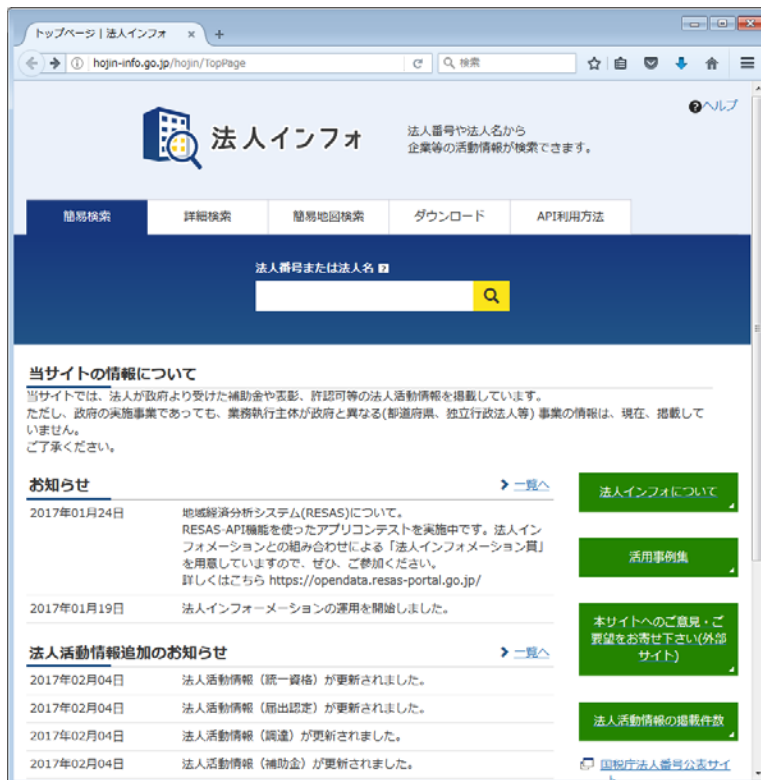 トップページ | 法人インフォ
hojin-info.go.jp/hojin/TopPage
検索
ヘルプ
法人インフォ
法人番号や法人名から
企業等の活動情報が検索できます。
簡易検索 詳細検索 簡易地図検索 ダウンロード API利用方法
法人番号または法人名
当サイトの情報について
当サイトでは、法人が政府より受けた補助金や表彰、許認可等の法人活動情報を掲載しています。
ただし、政府の実施事業であっても、業務執行主体が政府と異なる(都道府県、独立行政法人等) 事業の情報は、現在、掲載して
いません。
ご了承ください。
お知らせ
一覧へ
2017年01月24日
地域経済分析システム(RESAS)について。
RESAS-API機能を使ったアプリコンテストを実施中です。法人イン
フォメーションとの組み合わせによる「法人インフォメーション賞」
を用意していますので、ぜひ、ご参加ください。
詳しくはこちら https://opendata.resas-portal.go.jp/
2017年01月19日 法人インフォーメーションの運用を開始しました。
法人活動情報追加のお知らせ
一覧へ
2017年02月04日 法人活動情報（統一資格）が更新されました。
2017年02月04日 法人活動情報（届出認定）が更新されました。
2017年02月04日 法人活動情報（調達）が更新されました。
2017年02月04日 法人活動情報（補助金）が更新されました。
法人インフォについて
活用事例集
本サイトへのご意見・ご
要望をお寄せ下さい(外部
サイト)
法人活動情報の掲載件数
国税庁法人番号公表サイ